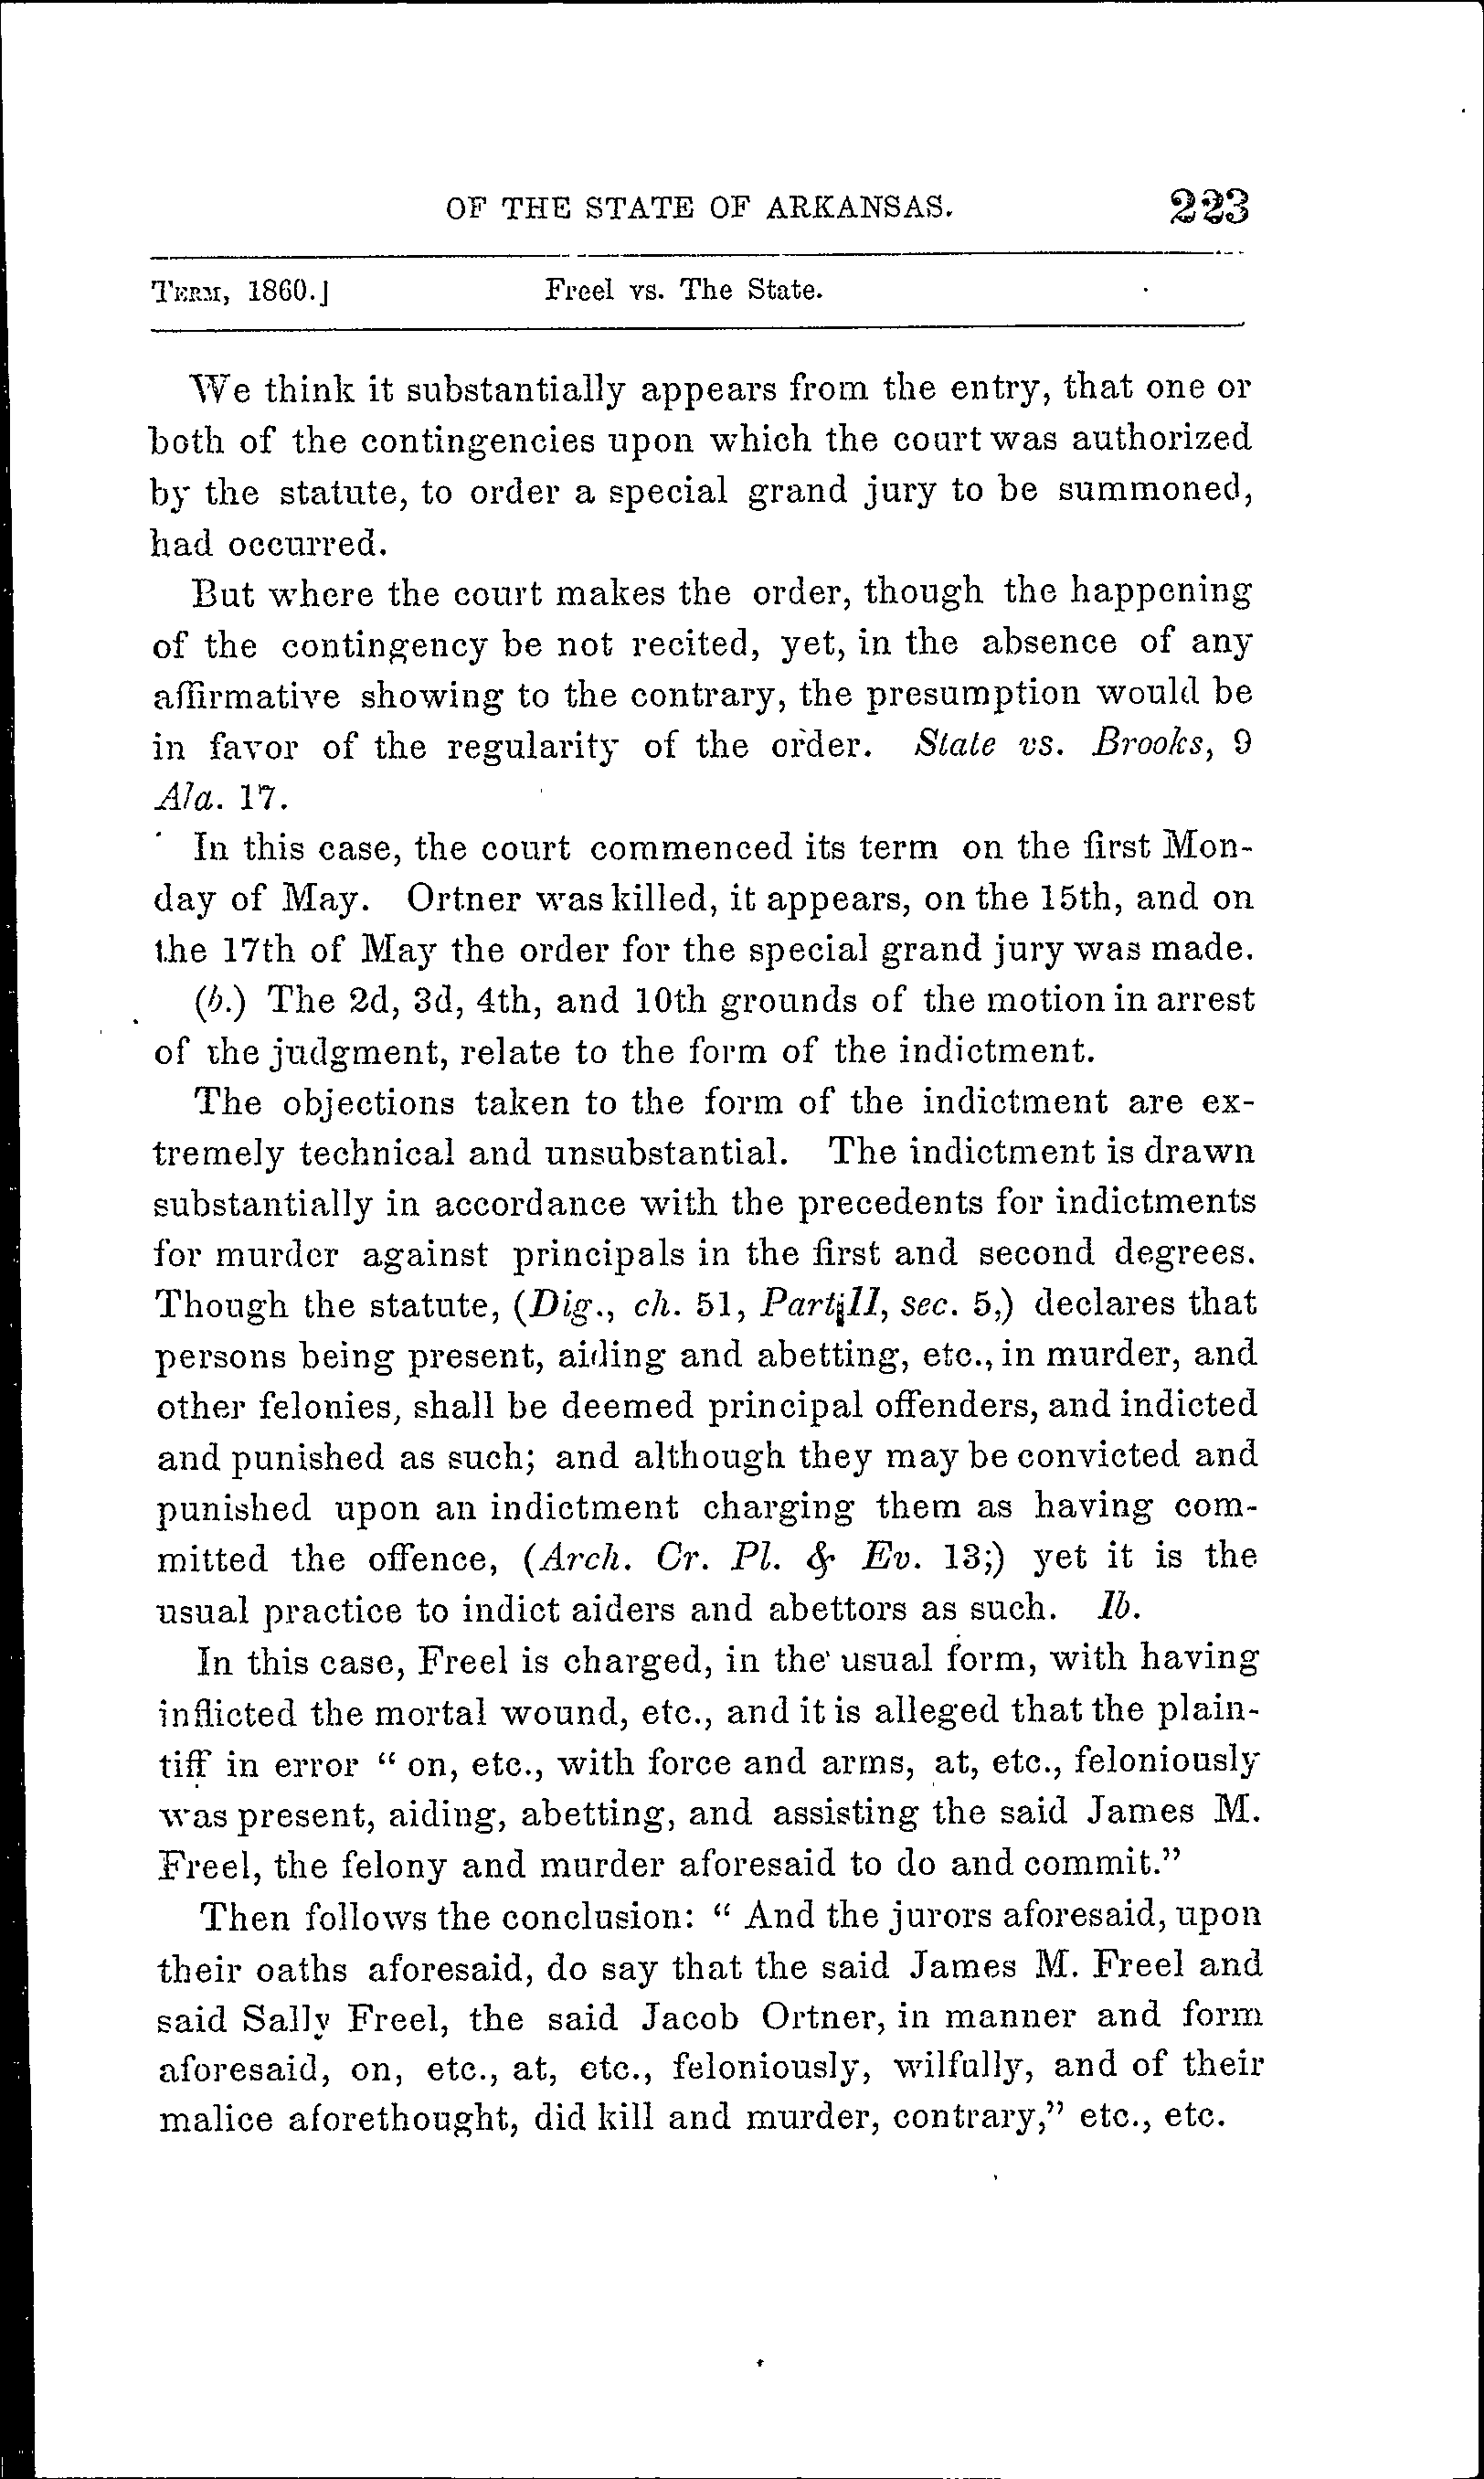 OF THE STATE OF ARKANSAS. 223
TERM, 1860.] Freel vs. The State.
We think it substantially appears from the entry, that one or
both of the contingencies upon which the court was authorized
by the statute, to order a special grand jury to be summoned,
had occurred.
But where the court makes the order, though the happening
of the contingency be not recited, yet, in the absence of any
affirmative showing to the contrary, the presumption would be
in favor of the regularity of the order. State vs. Brooks, 9
Ala. 17.
In this case, the court commenced its term on the first Mon-
day of May. Ortner was killed, it appears, on the 15th, and on
the 17th of May the order for the special grand jury was made.
(b.) The 2d, 3d, 4th, and 10th grounds of the motion in arrest
of the judgment, relate to the form of the indictment.
The objections taken to the form of the indictment are ex-
tremely technical and unsubstantial. The indictment is drawn
substantially in accordance with the precedents for indictments
for murder against principals in the first and second degrees.
Though the statute, (Dig., ch. 51, Part II, sec. 5,) declares that
persons being present, aiding and abetting, etc., in murder, and
other felonies, shall be deemed principal offenders, and indicted
and punished as such; and although they may be convicted and
punished upon an indictment charging them as having com-
mitted the offence, (Arch. Cr. Pl. & Ev. 13;) yet it is the
usual practice to indict aiders and abettors as such. Ib.
In this case, Freel is charged, in the usual form, with having
inflicted the mortal wound, etc., and it is alleged that the plain-
tiff in error " on, etc., with force and arms, at, etc., feloniously
was present, aiding, abetting, and assisting the said James M.
Freel, the felony and murder aforesaid to do and commit."
Then follows the conclusion: " And the jurors aforesaid, upon
their oaths aforesaid, do say that the said James M. Freel and
said Sally Freel, the said Jacob Ortner, in manner and form
aforesaid, on, etc., at, etc., feloniously, wilfully, and of their
malice aforethought, did kill and murder, contrary," etc., etc.